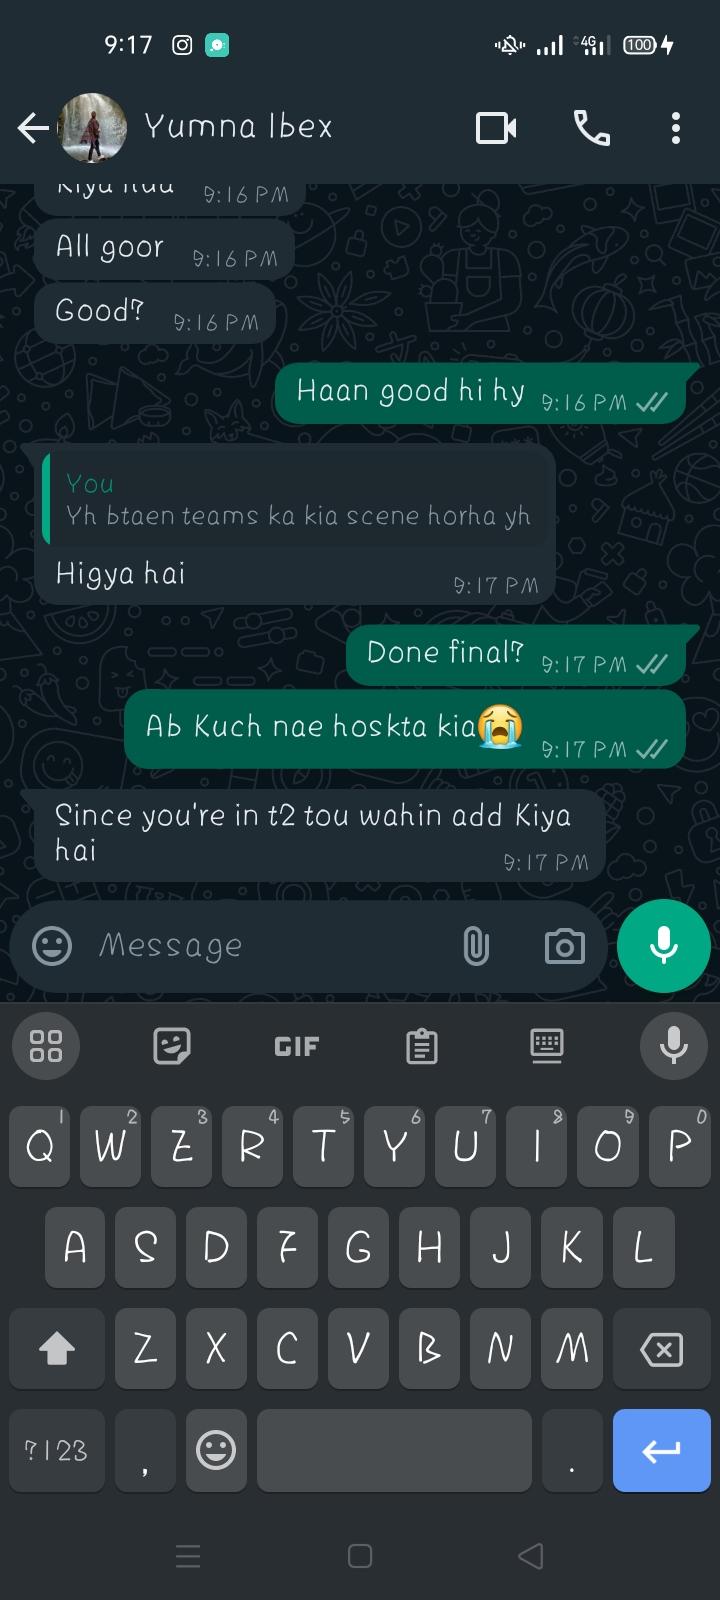 9:17
4G
100
Yumna Ibex
Kiya hua 9:16 PM
All goor 9:16 PM
Good? 9:16 PM
Haan good hi hy 9:16 PM
You
Yh btaen teams ka kia scene horha yh
Higya hai 9:17 PM
Done final? 9:17 PM
Ab Kuch nae hoskta kia😭 9:17 PM
Since you're in t2 tou wahin add Kiya
hai 9:17 PM
Message
GIF
1 2 3 4 5 6 7 8 9 0
Q W E R T Y U I O P
A S D F G H J K L
Z X C V B N M
?123 , .